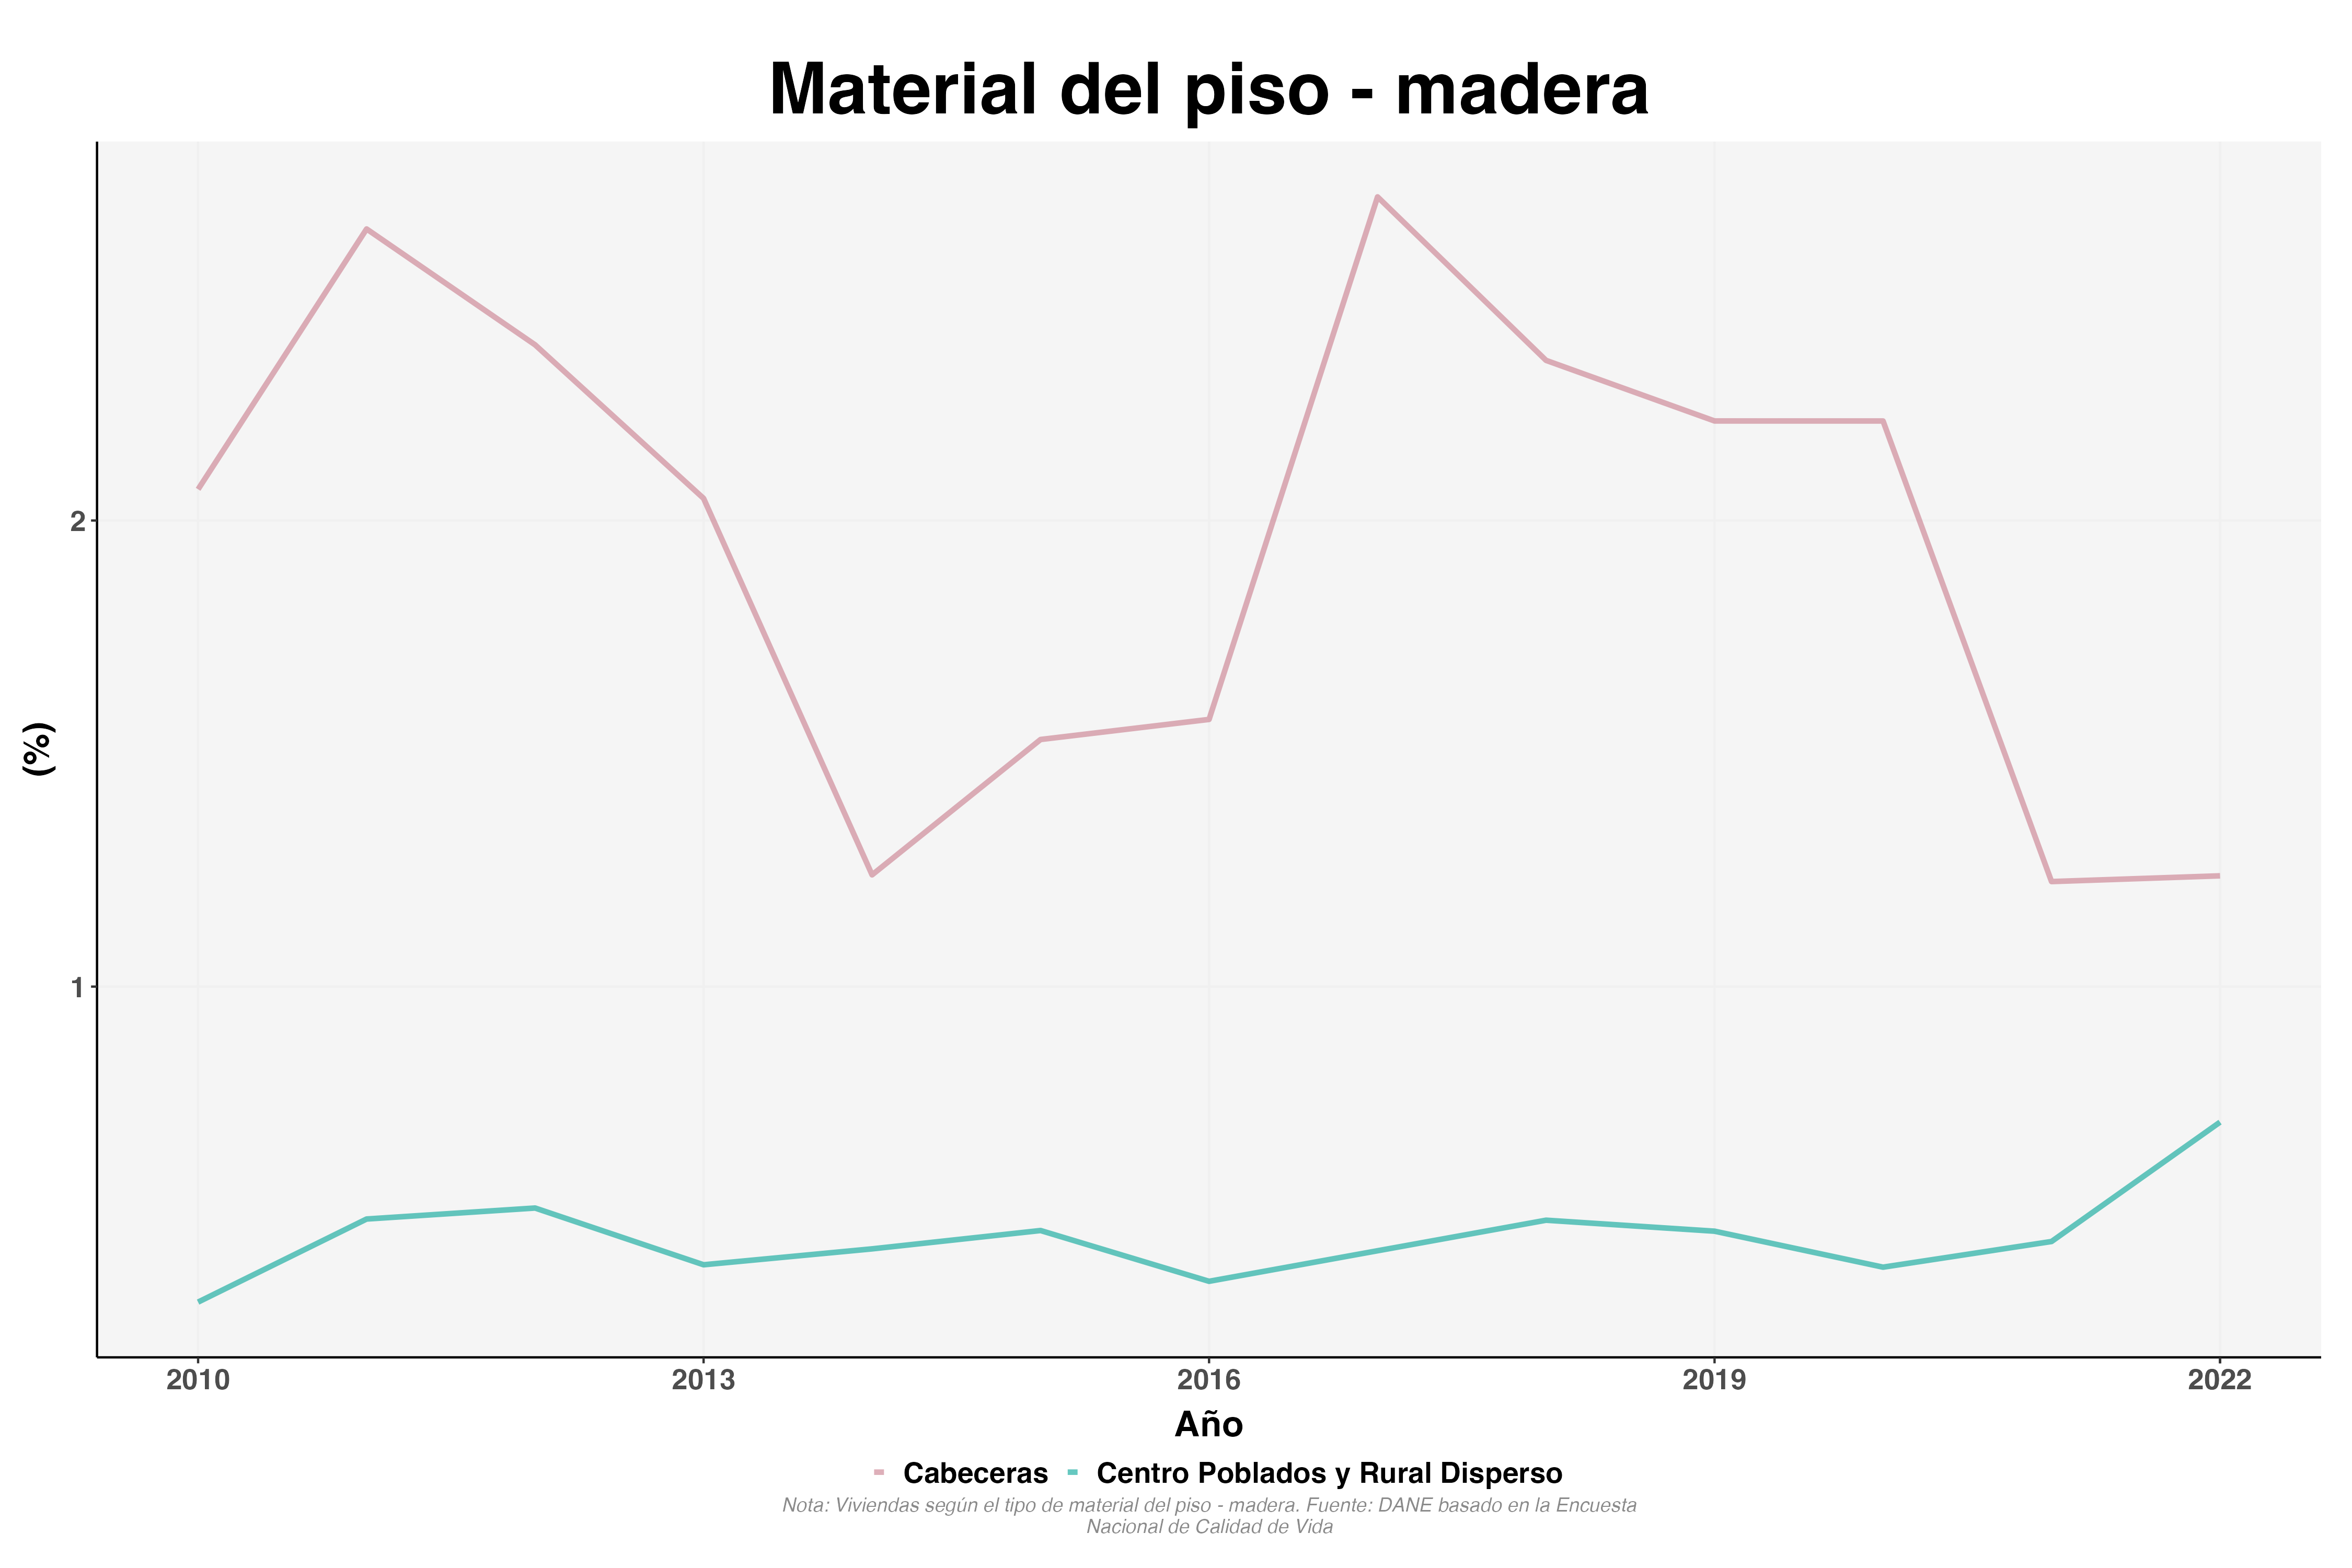 Material del piso - madera
(%)
2
1
2010 2013 2016 2019 2022
Año
Cabeceras Centro Poblados y Rural Disperso
Nota: Viviendas según el tipo de material del piso - madera. Fuente: DANE basado en la Encuesta
Nacional de Calidad de Vida